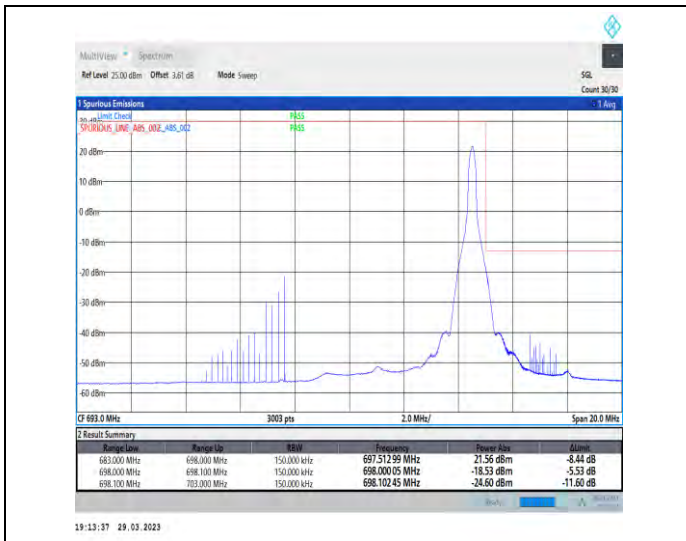 MultiView Spectrum
Ref Level 25.00 dBm Offset 3.61 dB Mode Sweep SGL
Count 30/30
1 Spurious Emissions 1 Avg
Limit Check PASS
SPURIOUS_LINE_ABS_002 PASS
20 dBm
10 dBm
0 dBm
-10 dBm
-20 dBm
-30 dBm
-40 dBm
-50 dBm
-60 dBm
CF 693.0 MHz 3003 pts 2.0 MHz/ Span 20.0 MHz
2 Result Summary
Range Low Range Up RBW Frequency Power Abs ΔLimit
683.000 MHz 698.000 MHz 150.000 kHz 697.512 99 MHz 21.56 dBm -8.44 dB
698.000 MHz 698.100 MHz 150.000 kHz 698.000 05 MHz -18.53 dBm -5.53 dB
698.100 MHz 703.000 MHz 150.000 kHz 698.102 45 MHz -24.60 dBm -11.60 dB
19:13:37 29.03.2023